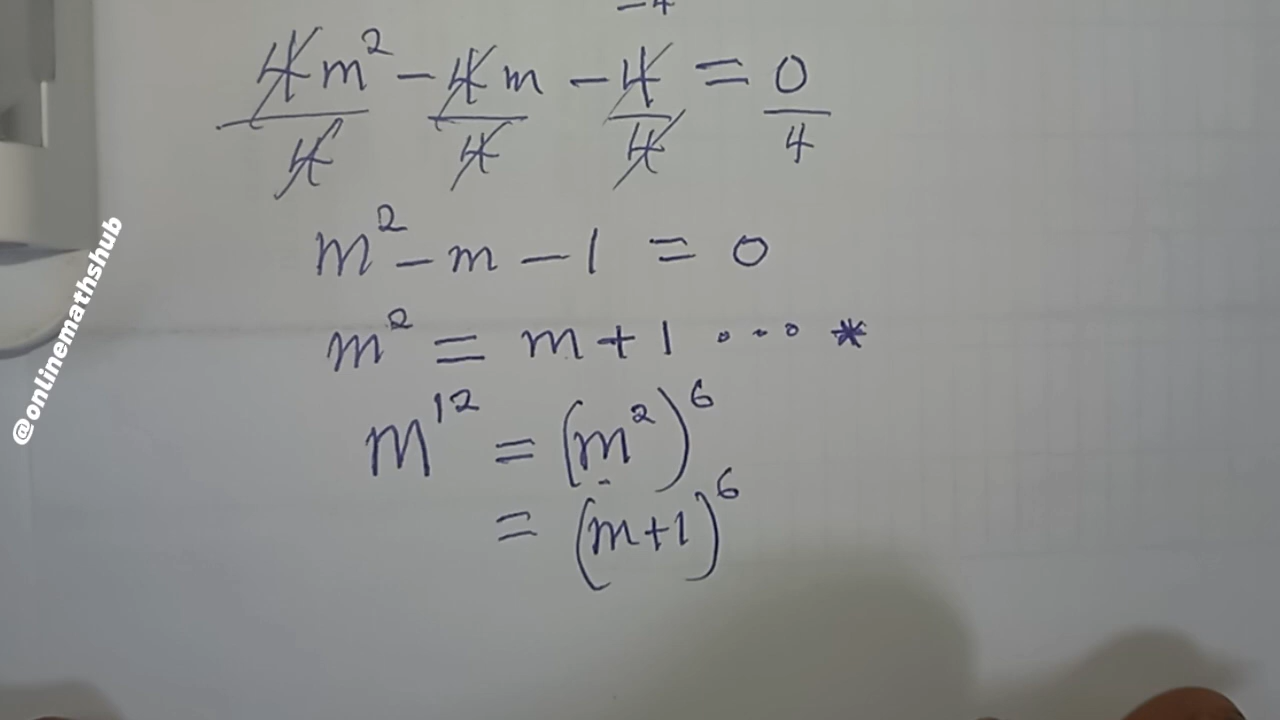 -4
4m² - 4m - 4 = 0
4 4 4 4
m² - m - 1 = 0
m² = m + 1 ... *
m¹² = (m²)⁶
= (m+1)⁶
@onlinemathshub